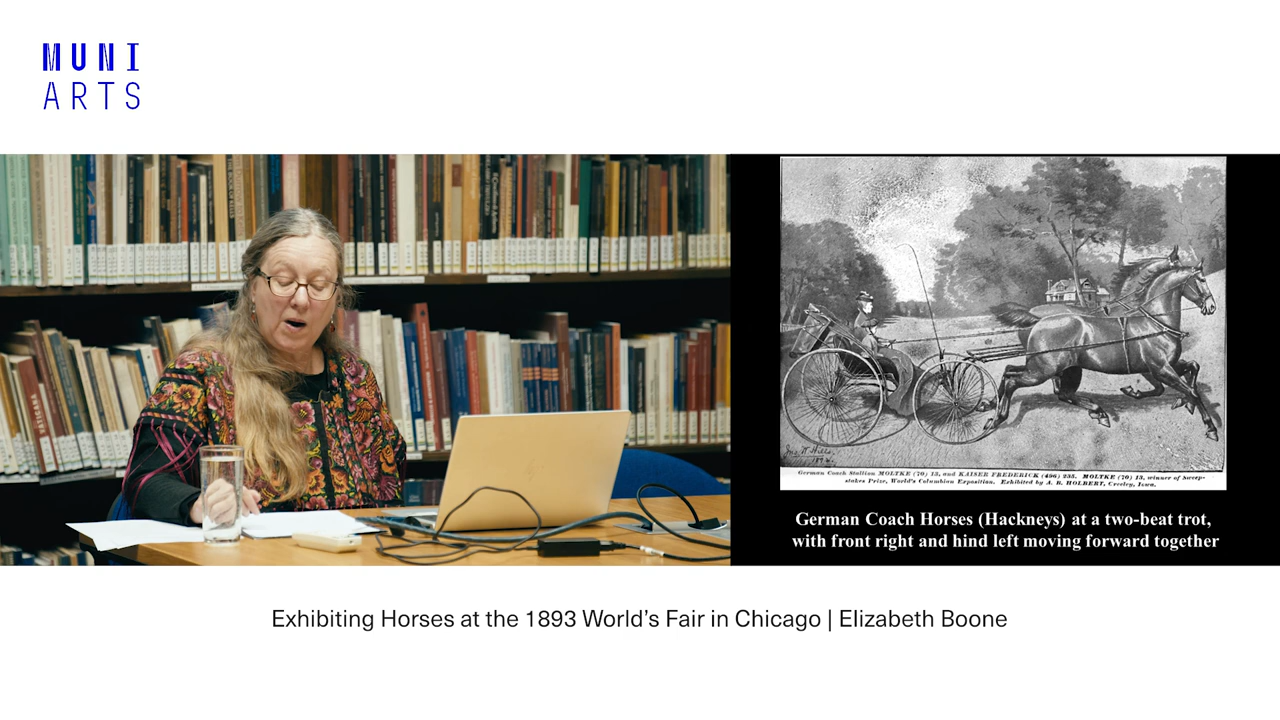 MUNI
ARTS
VATICANA
German Coach Stallion MOLTKE (70) 13, and KAISER FREDERICK (496) 235. MOLTKE (70) 13, winner of Sweep-
stakes Prize, World's Columbian Exposition. Exhibited by A. B. HOLBERT, Greeley, Iowa.
German Coach Horses (Hackneys) at a two-beat trot,
with front right and hind left moving forward together
Exhibiting Horses at the 1893 World's Fair in Chicago | Elizabeth Boone